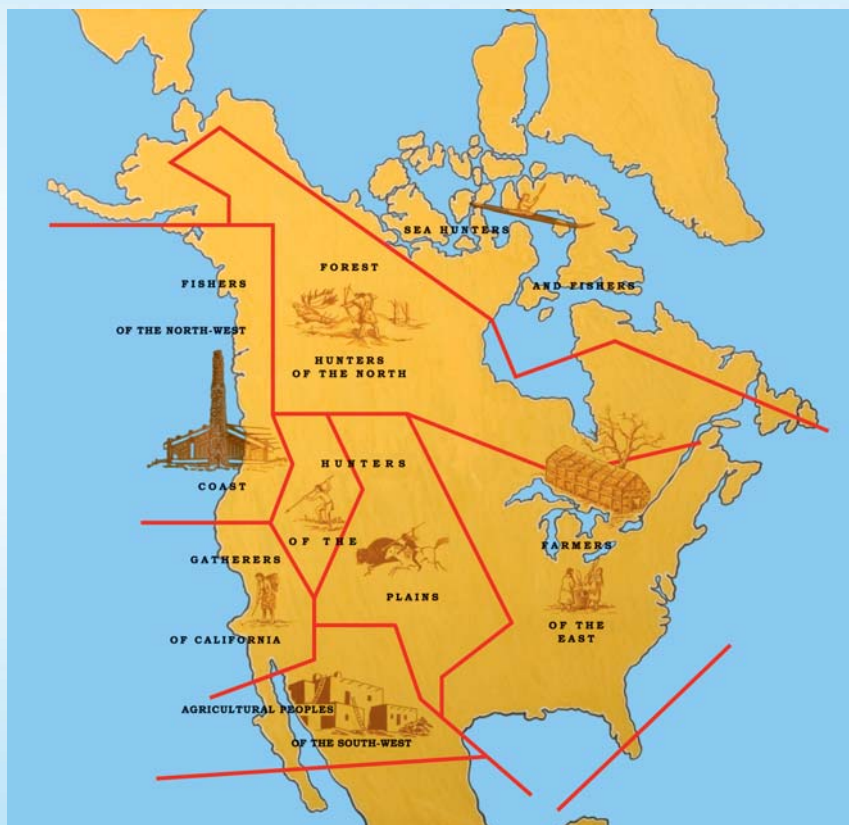 SEA HUNTERS
AND FISHERS
FOREST
HUNTERS
OF THE NORTH
FISHERS
OF THE NORTH-WEST
COAST
HUNTERS
OF THE
PLAINS
GATHERERS
OF CALIFORNIA
FARMERS
OF THE
EAST
AGRICULTURAL PEOPLES
OF THE SOUTH-WEST